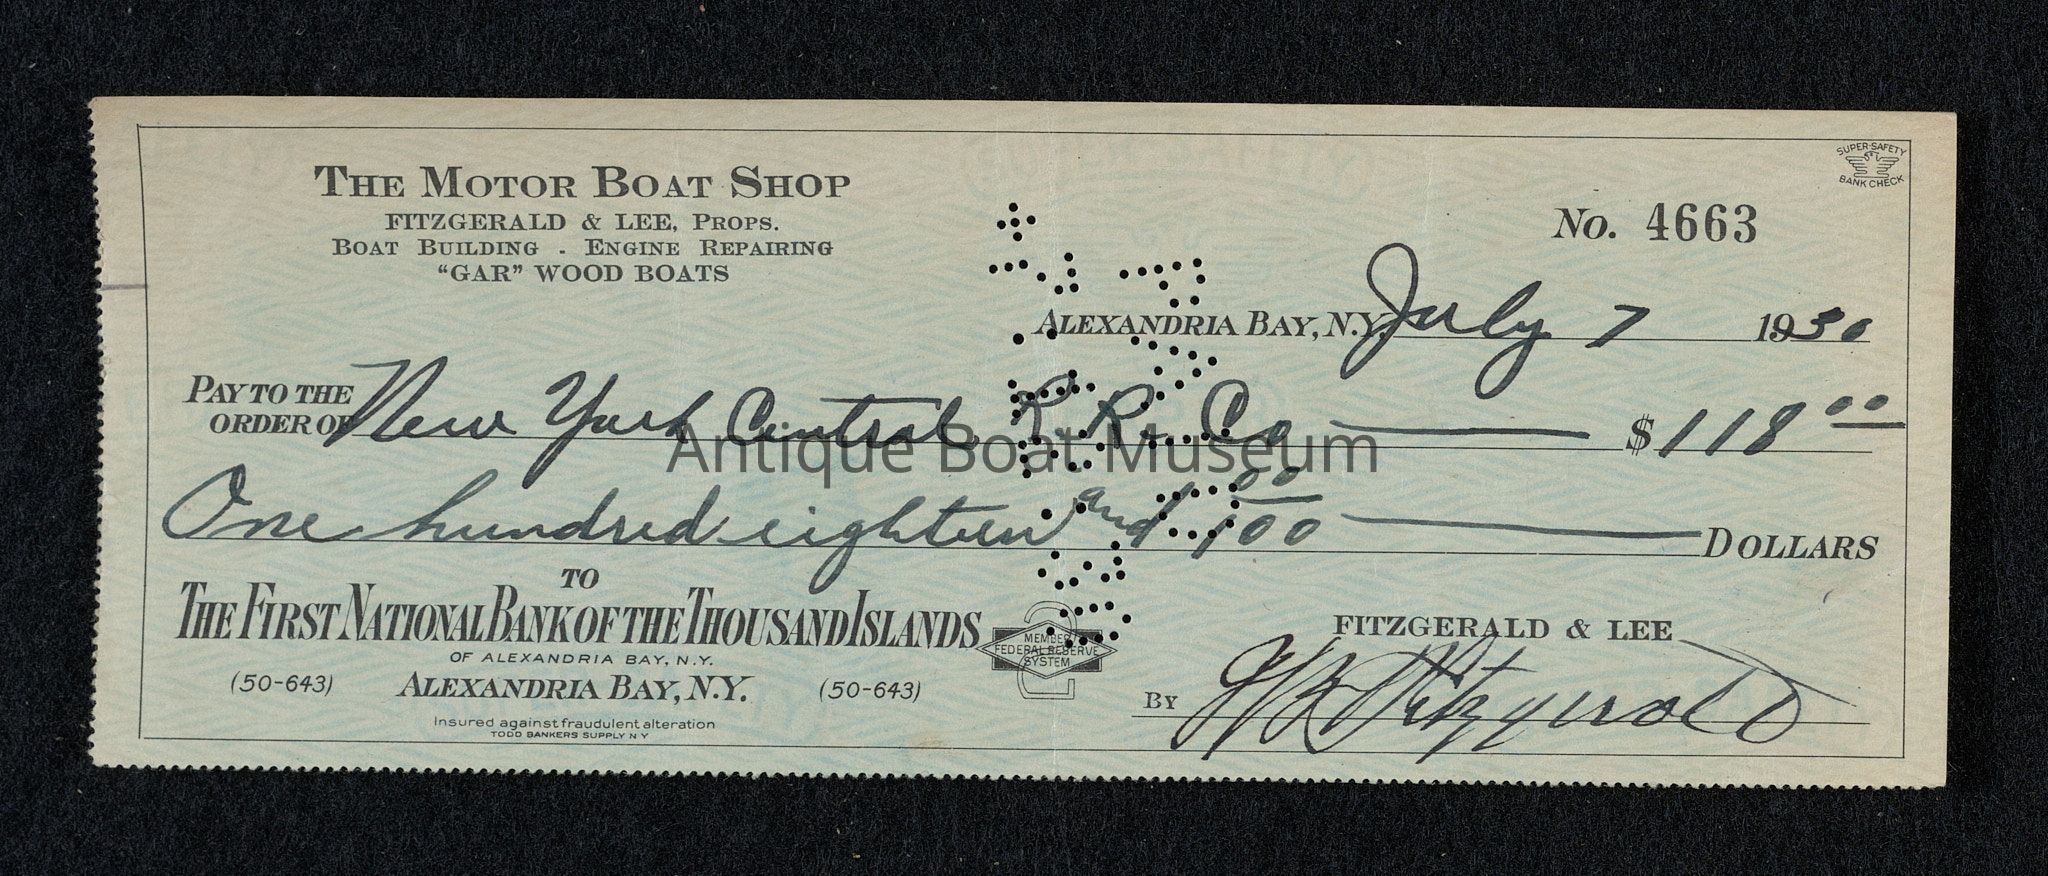 THE MOTOR BOAT SHOP
FITZGERALD & LEE, PROPS.
BOAT BUILDING - ENGINE REPAIRING
"GAR" WOOD BOATS
SUPER-SAFETY
BANK CHECK
No. 4663
ALEXANDRIA BAY, N.Y. July 7 1930
PAY TO THE
ORDER OF New York Central R. R. Co $118 00
Antique Boat Museum
One hundred eighteen and 00/100 DOLLARS
TO
THE FIRST NATIONAL BANK OF THE THOUSAND ISLANDS
OF ALEXANDRIA BAY, N.Y.
(50-643) ALEXANDRIA BAY, N.Y. (50-643)
MEMBER
FEDERAL RESERVE
SYSTEM
Insured against fraudulent alteration
TODD BANKERS SUPPLY N Y
FITZGERALD & LEE
BY Fitzgerald